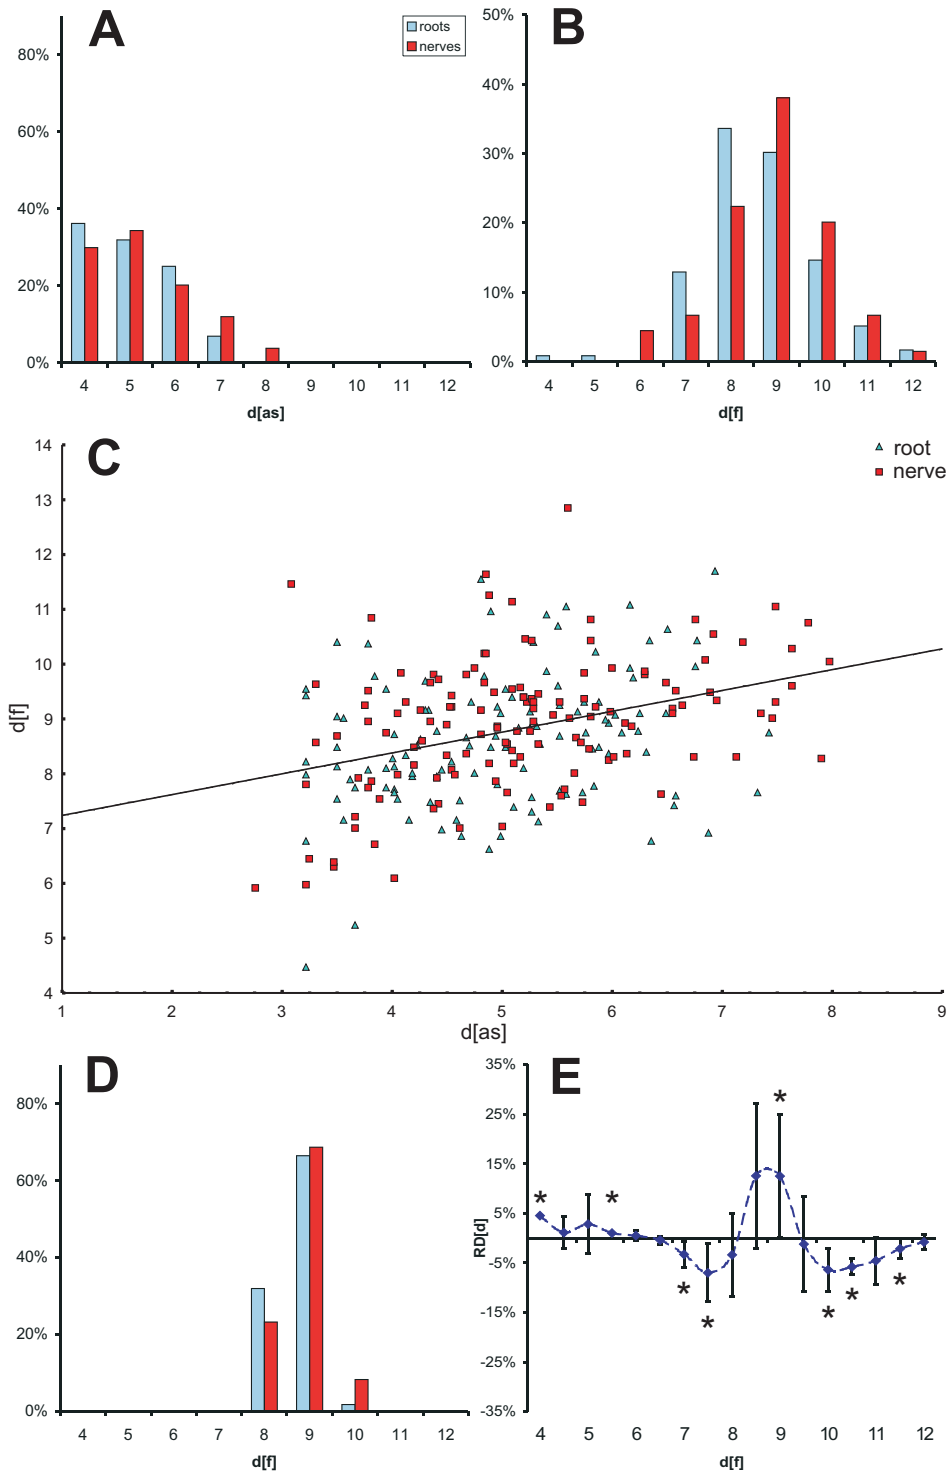 A
roots
nerves
80%
60%
40%
20%
0%
4 5 6 7 8 9 10 11 12
d[as]
B
50%
40%
30%
20%
10%
0%
4 5 6 7 8 9 10 11 12
d[f]
C
root
nerve
14
13
12
11
10
9
8
7
6
5
4
d[f]
1 2 3 4 5 6 7 8 9
d[as]
D
80%
60%
40%
20%
0%
4 5 6 7 8 9 10 11 12
d[f]
E
35%
25%
15%
5%
-5%
-15%
-25%
-35%
RD[d]
* * *
* * * * *
4 5 6 7 8 9 10 11 12
d[f]